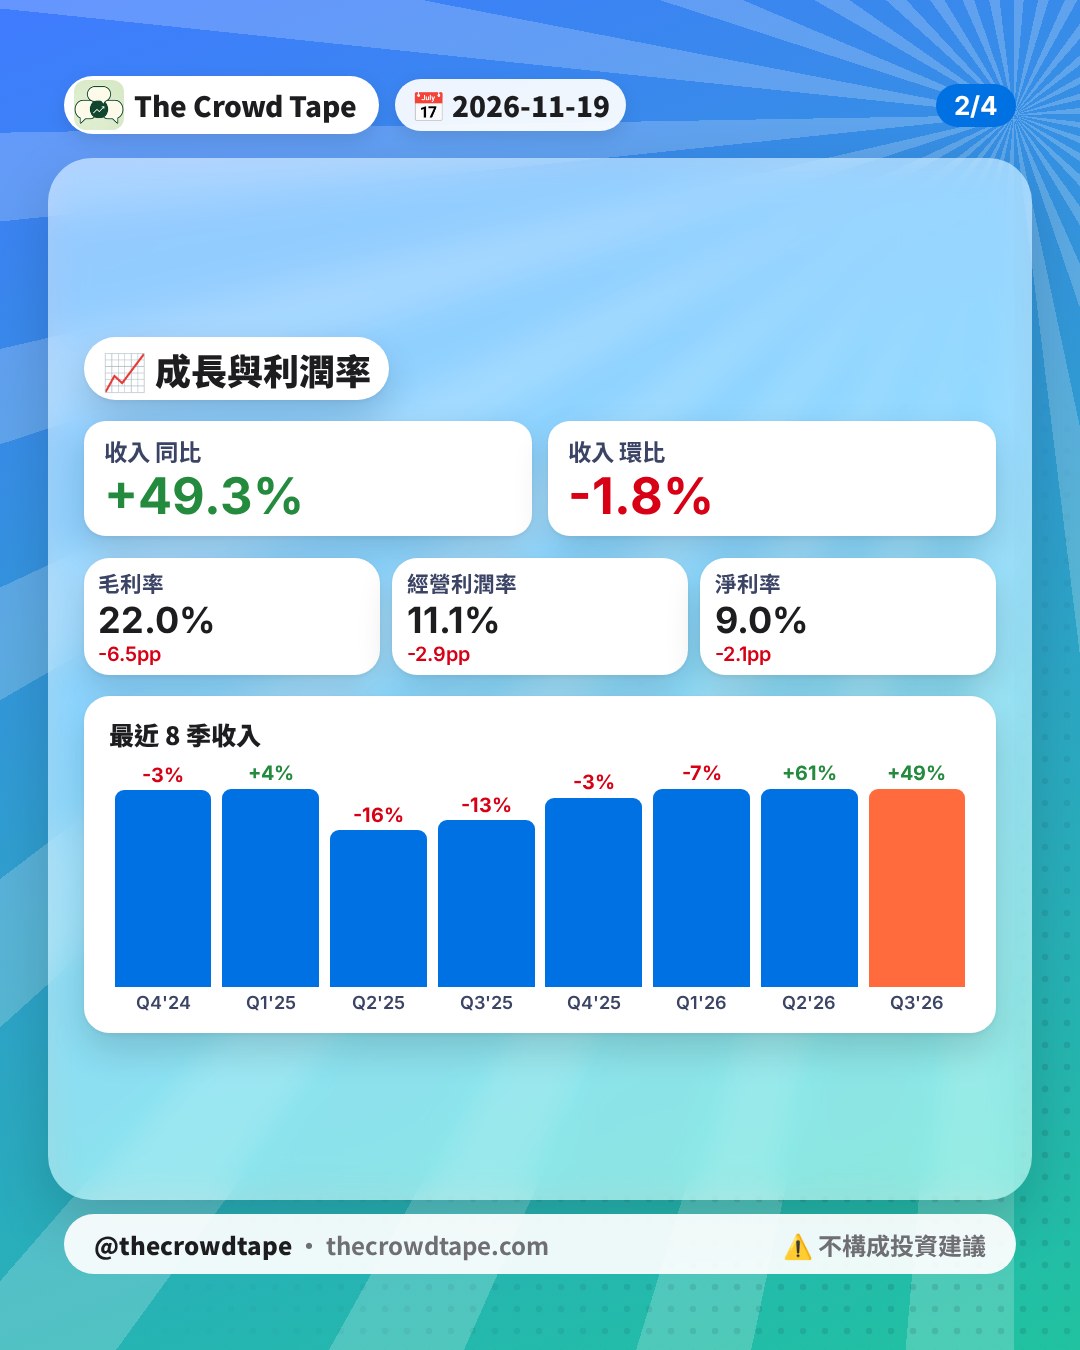 The Crowd Tape
2026-11-19
2/4
成長與利潤率
收入 同比
+49.3%
收入 環比
-1.8%
毛利率
22.0%
-6.5pp
經營利潤率
11.1%
-2.9pp
淨利率
9.0%
-2.1pp
最近 8 季收入
-3% +4% -16% -13% -3% -7% +61% +49%
Q4'24 Q1'25 Q2'25 Q3'25 Q4'25 Q1'26 Q2'26 Q3'26
@thecrowdtape • thecrowdtape.com
⚠️ 不構成投資建議